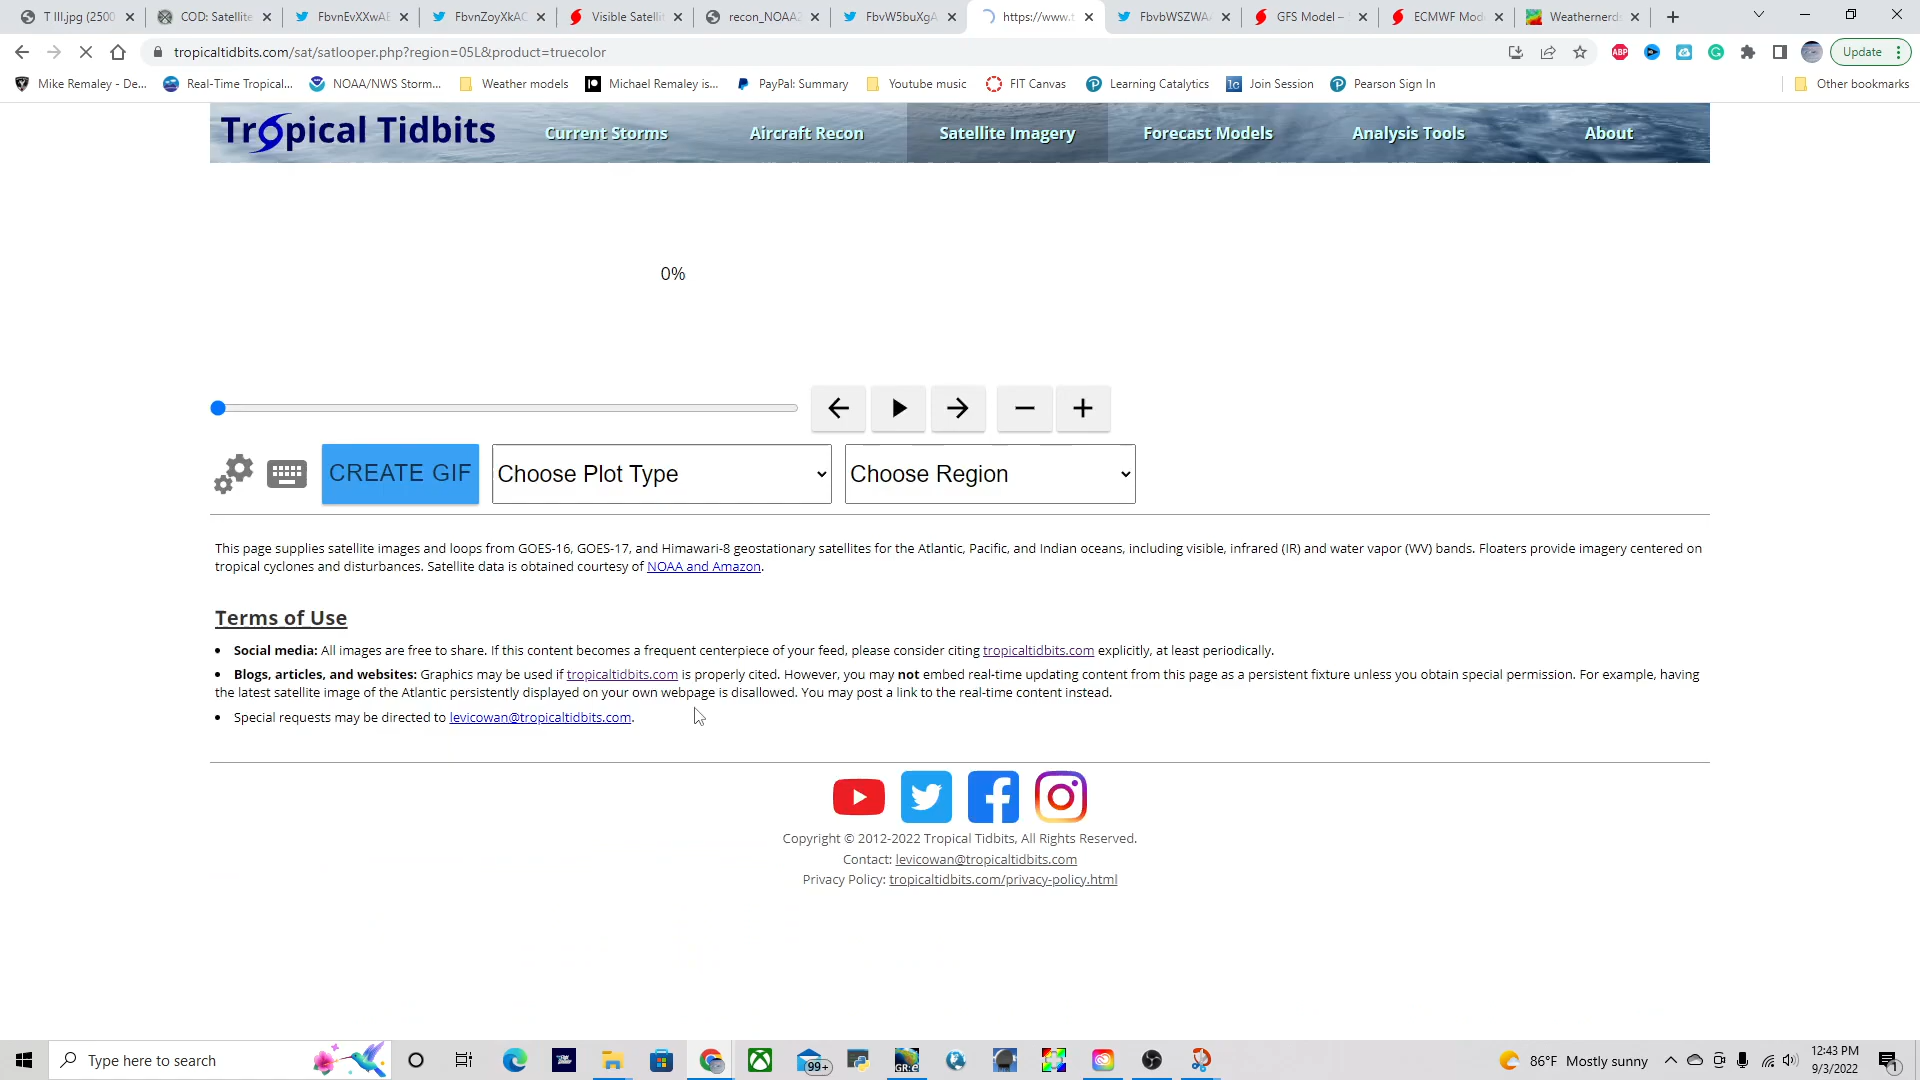 T III.jpg (2500
COD: Satellite
FbvnEvXXwAE
FbvnZoyXkAC
Visible Satelli
recon_NOAA2
FbvW5buXgA
https://www.t
FbvbWSZWAA
GFS Model –
ECMWF Mod
Weathernerd
tropicaltidbits.com/sat/satlooper.php?region=05L&product=truecolor
ABP
Update
Mike Remaley - De...
Real-Time Tropical...
NOAA/NWS Storm...
Weather models
Michael Remaley is...
PayPal: Summary
Youtube music
FIT Canvas
Learning Catalytics
Join Session
Pearson Sign In
Other bookmarks
Tropical Tidbits
Current Storms
Aircraft Recon
Satellite Imagery
Forecast Models
Analysis Tools
About
0%
CREATE GIF
Choose Plot Type
Choose Region
This page supplies satellite images and loops from GOES-16, GOES-17, and Himawari-8 geostationary satellites for the Atlantic, Pacific, and Indian oceans, including visible, infrared (IR) and water vapor (WV) bands. Floaters provide imagery centered on
tropical cyclones and disturbances. Satellite data is obtained courtesy of NOAA and Amazon.
Terms of Use
• Social media: All images are free to share. If this content becomes a frequent centerpiece of your feed, please consider citing tropicaltidbits.com explicitly, at least periodically.
• Blogs, articles, and websites: Graphics may be used if tropicaltidbits.com is properly cited. However, you may not embed real-time updating content from this page as a persistent fixture unless you obtain special permission. For example, having
the latest satellite image of the Atlantic persistently displayed on your own webpage is disallowed. You may post a link to the real-time content instead.
• Special requests may be directed to levicowan@tropicaltidbits.com.
Copyright © 2012-2022 Tropical Tidbits, All Rights Reserved.
Contact: levicowan@tropicaltidbits.com
Privacy Policy: tropicaltidbits.com/privacy-policy.html
Type here to search
99+
GR2
86°F Mostly sunny
12:43 PM
9/3/2022
1